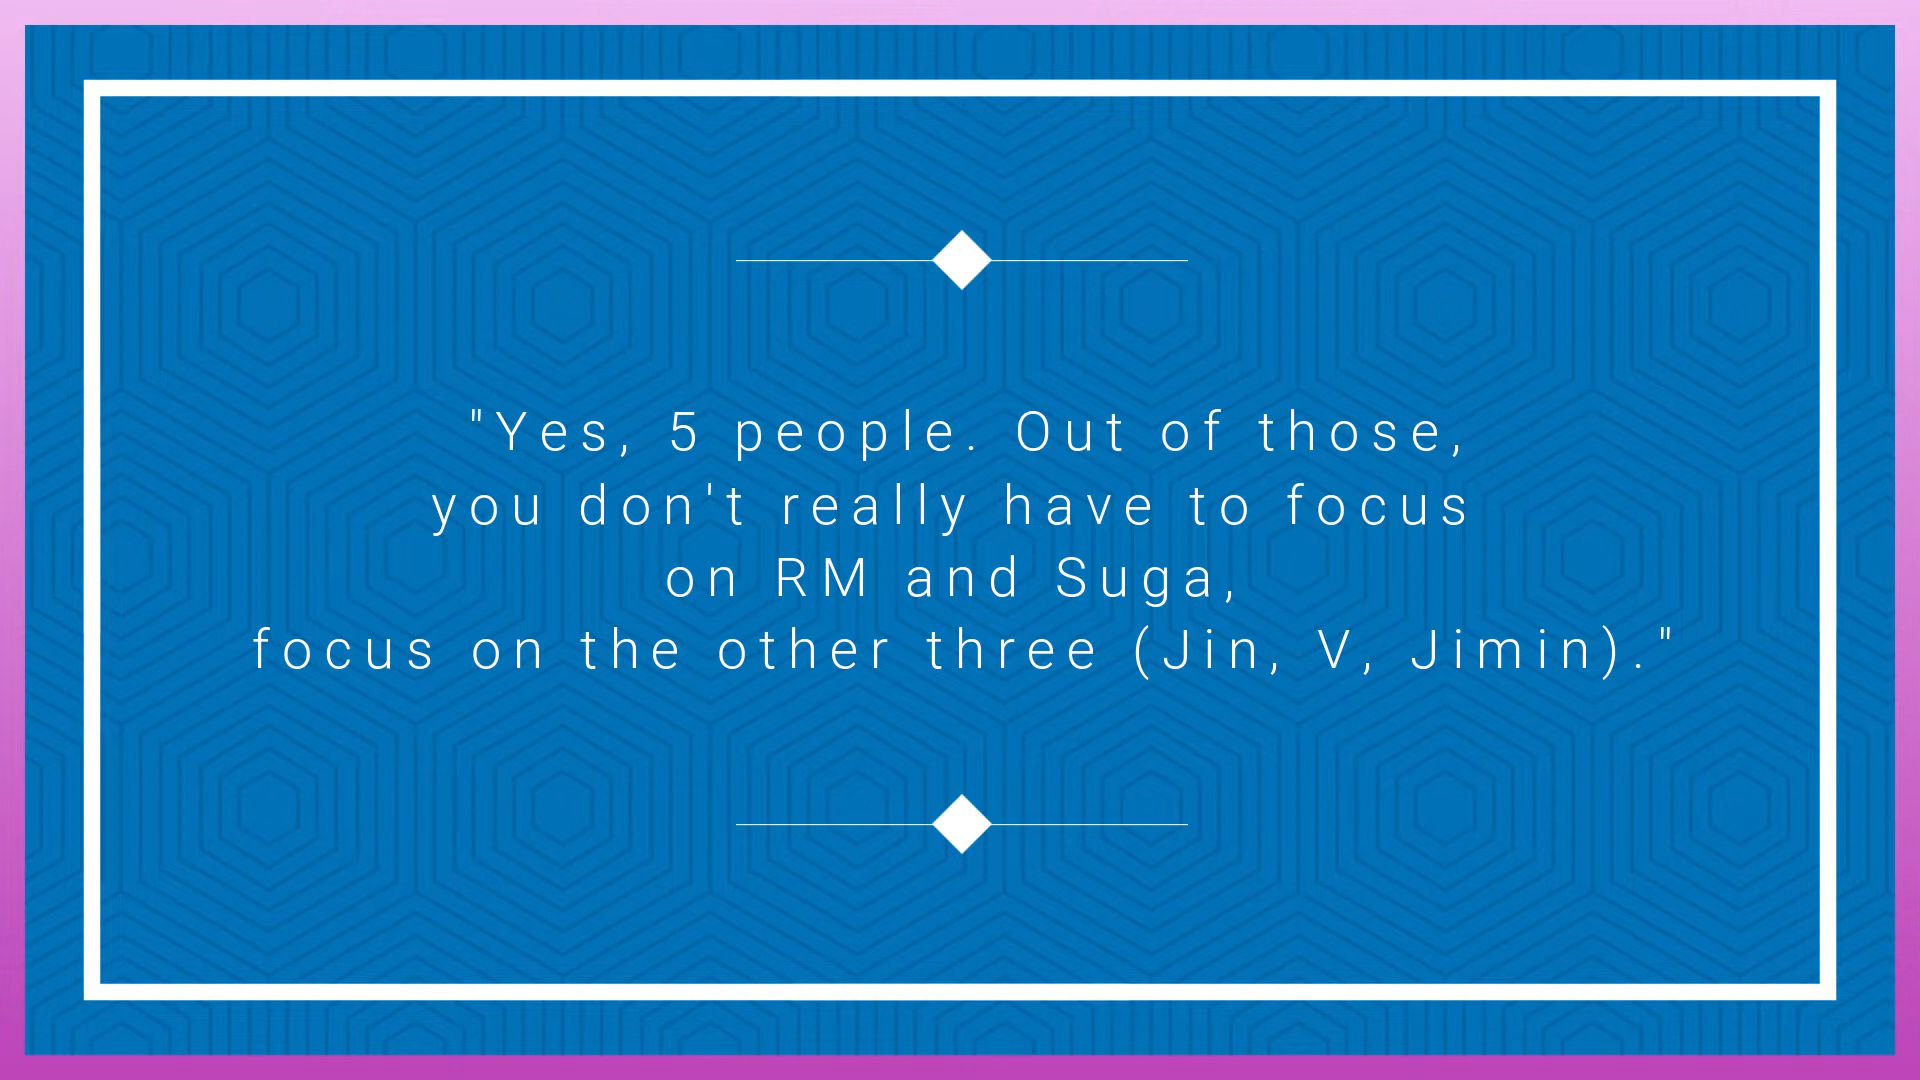 "Yes, 5 people. Out of those,
you don't really have to focus
on RM and Suga,
focus on the other three (Jin, V, Jimin)."